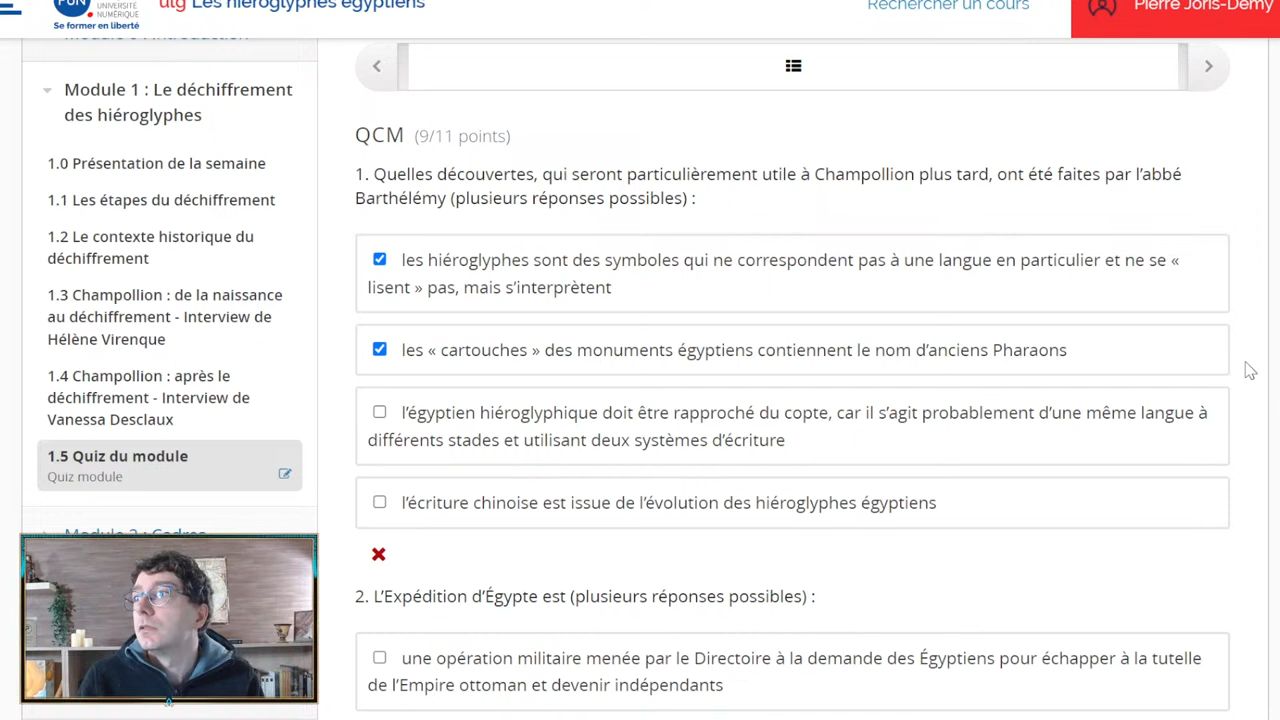 UNIVERSITÉ
NUMÉRIQUE
Se former en liberté
ulg Les hiéroglyphes égyptiens
Rechercher un cours
Pierre Joris-Demy
Module 1 : Le déchiffrement
des hiéroglyphes
1.0 Présentation de la semaine
1.1 Les étapes du déchiffrement
1.2 Le contexte historique du
déchiffrement
1.3 Champollion : de la naissance
au déchiffrement - Interview de
Hélène Virenque
1.4 Champollion : après le
déchiffrement - Interview de
Vanessa Desclaux
1.5 Quiz du module
Quiz module
QCM (9/11 points)
1. Quelles découvertes, qui seront particulièrement utile à Champollion plus tard, ont été faites par l’abbé
Barthélémy (plusieurs réponses possibles) :
les hiéroglyphes sont des symboles qui ne correspondent pas à une langue en particulier et ne se «
lisent » pas, mais s’interprètent
les « cartouches » des monuments égyptiens contiennent le nom d’anciens Pharaons
l’égyptien hiéroglyphique doit être rapproché du copte, car il s’agit probablement d’une même langue à
différents stades et utilisant deux systèmes d’écriture
l’écriture chinoise est issue de l’évolution des hiéroglyphes égyptiens
2. L’Expédition d’Égypte est (plusieurs réponses possibles) :
une opération militaire menée par le Directoire à la demande des Égyptiens pour échapper à la tutelle
de l’Empire ottoman et devenir indépendants